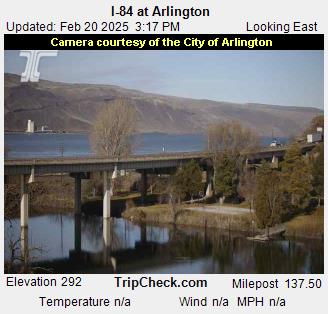 I-84 at Arlington
Updated: Feb 20 2025 3:17 PM Looking East
Camera courtesy of the City of Arlington
Elevation 292 TripCheck.com Milepost 137.50
Temperature n/a Wind n/a MPH n/a